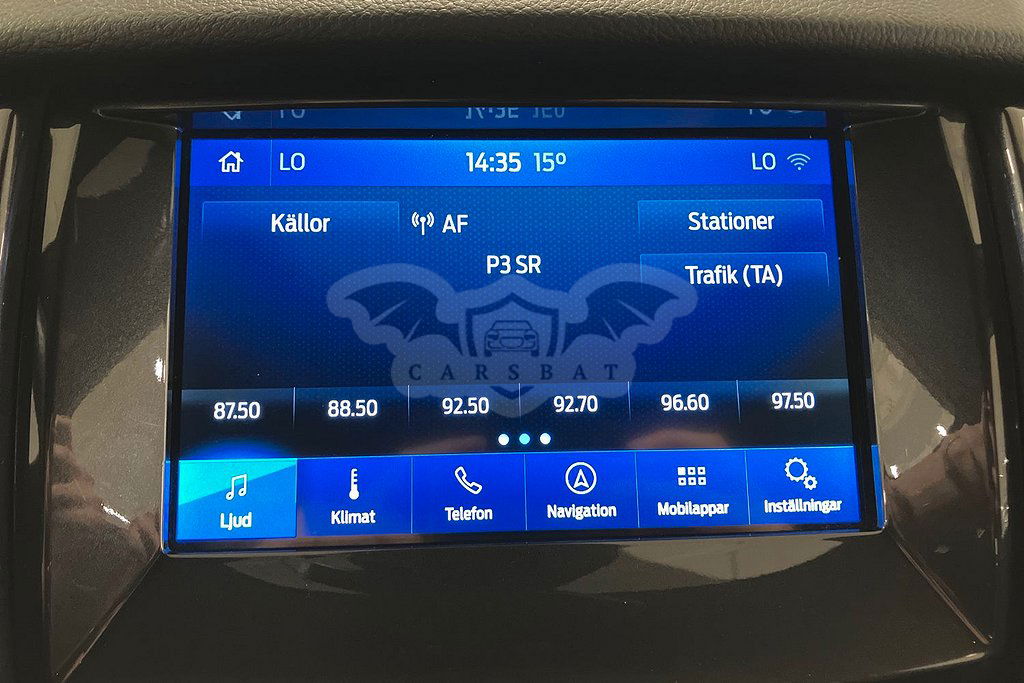 LO 14:35 15º LO
Källor AF Stationer
P3 SR
Trafik (TA)
CARSBAT
87.50 88.50 92.50 92.70 96.60 97.50
Ljud Klimat Telefon Navigation Mobilappar Inställningar